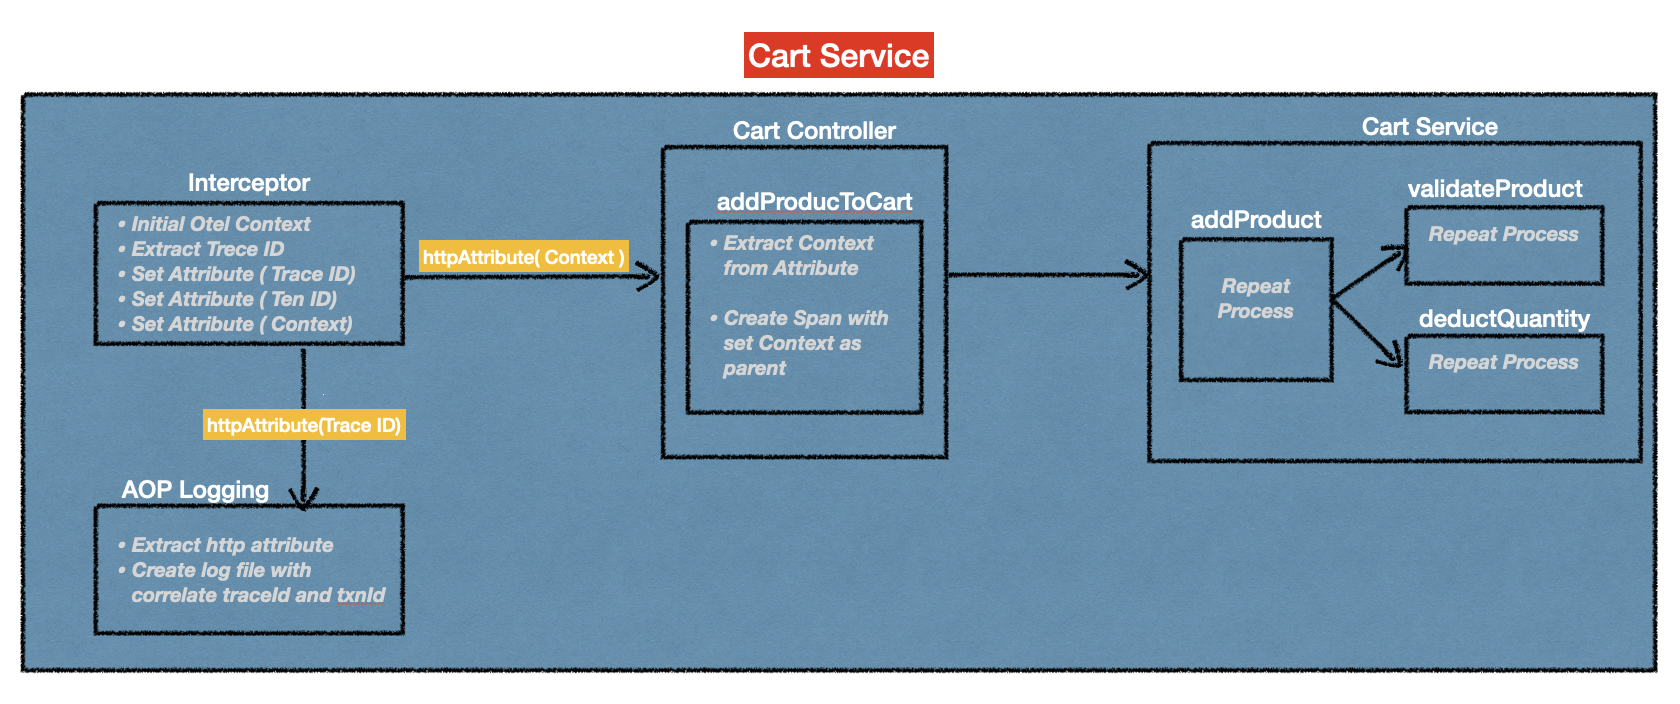 Cart Service
Interceptor
• Initial Otel Context
• Extract Trece ID
• Set Attribute ( Trace ID)
• Set Attribute ( Ten ID)
• Set Attribute ( Context)
httpAttribute( Context )
httpAttribute(Trace ID)
AOP Logging
• Extract http attribute
• Create log file with
correlate traceId and txnId
Cart Controller
addProducToCart
• Extract Context
from Attribute
• Create Span with
set Context as
parent
Cart Service
addProduct
Repeat
Process
validateProduct
Repeat Process
deductQuantity
Repeat Process